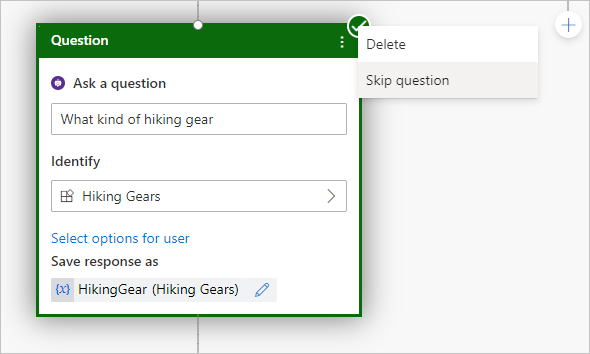 Question
Delete
Skip question
Ask a question
What kind of hiking gear
Identify
Hiking Gears
Select options for user
Save response as
{x} HikingGear (Hiking Gears)